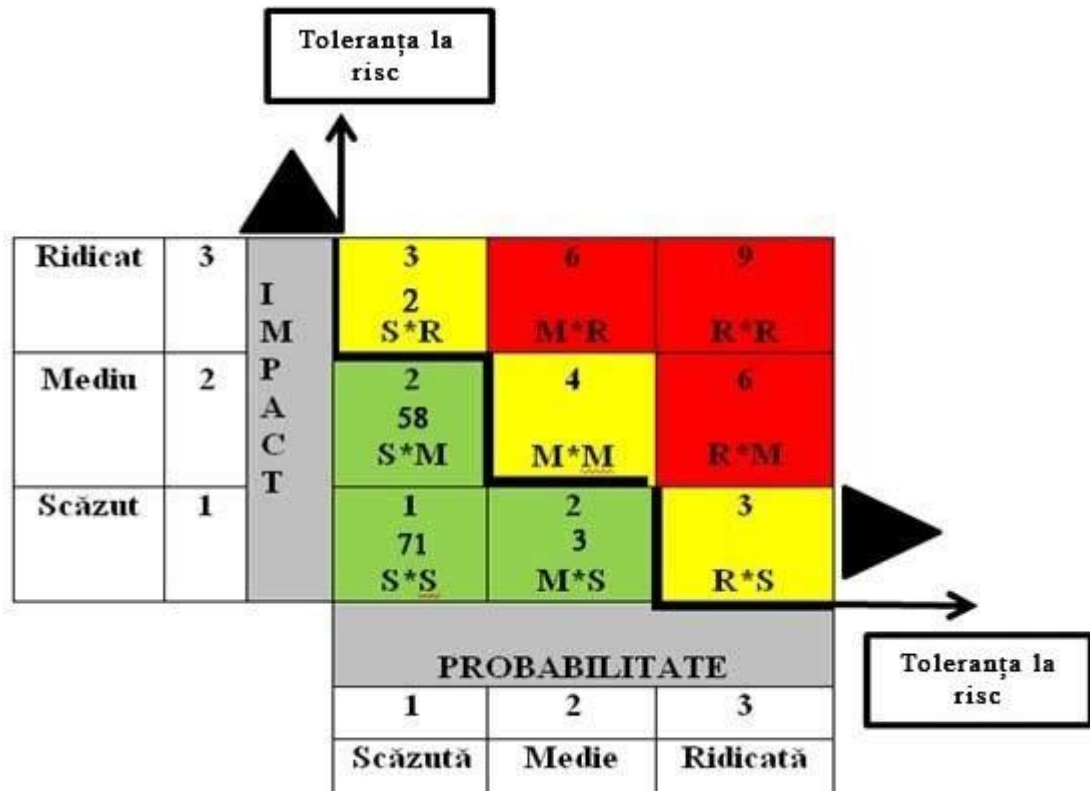 Toleranța la
risc
Ridicat 3
3
2
S*R
6
M*R
9
R*R
IMPACT
Mediu 2
2
58
S*M
4
M*M
6
R*M
Scăzut 1
1
71
S*S
2
3
M*S
3
R*S
PROBABILITATE
1 2 3
Scăzută Medie Ridicată
Toleranța la
risc